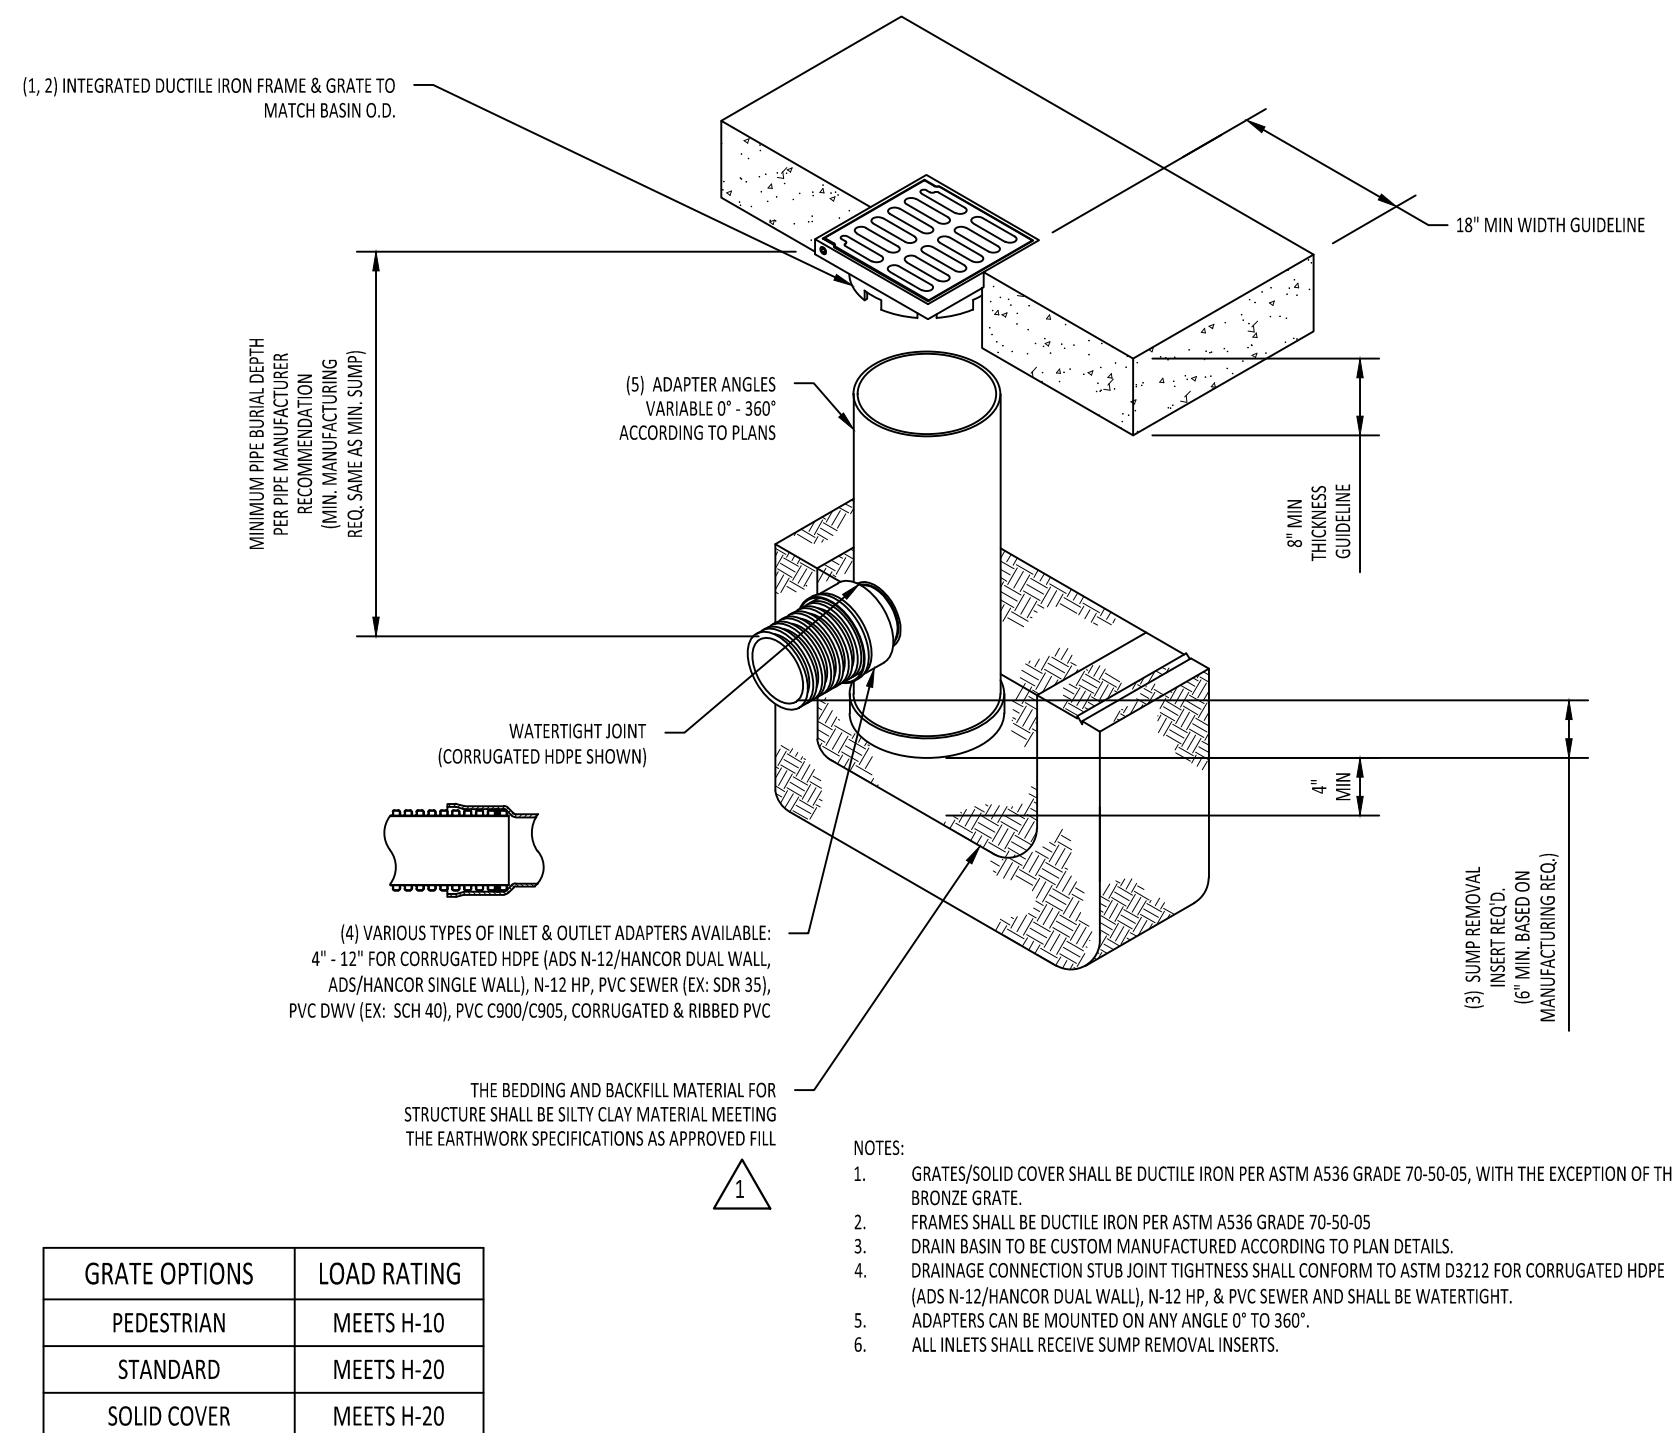 (1, 2) INTEGRATED DUCTILE IRON FRAME & GRATE TO
MATCH BASIN O.D.
18" MIN WIDTH GUIDELINE
MINIMUM PIPE BURIAL DEPTH
PER PIPE MANUFACTURER
RECOMMENDATION
(MIN. MANUFACTURING
REQ. SAME AS MIN. SUMP)
(5) ADAPTER ANGLES
VARIABLE 0° - 360°
ACCORDING TO PLANS
8" MIN
THICKNESS
GUIDELINE
WATERTIGHT JOINT
(CORRUGATED HDPE SHOWN)
4"
MIN
(3) SUMP REMOVAL
INSERT REQ'D.
(6" MIN. BASED ON
MANUFACTURING REQ.)
(4) VARIOUS TYPES OF INLET & OUTLET ADAPTERS AVAILABLE:
4" - 12" FOR CORRUGATED HDPE (ADS N-12/HANCOR DUAL WALL,
ADS/HANCOR SINGLE WALL), N-12 HP, PVC SEWER (EX: SDR 35),
PVC DWV (EX: SCH 40), PVC C900/C905, CORRUGATED & RIBBED PVC
THE BEDDING AND BACKFILL MATERIAL FOR
STRUCTURE SHALL BE SILTY CLAY MATERIAL MEETING
THE EARTHWORK SPECIFICATIONS AS APPROVED FILL
1
NOTES:
1. GRATES/SOLID COVER SHALL BE DUCTILE IRON PER ASTM A536 GRADE 70-50-05, WITH THE EXCEPTION OF TH
BRONZE GRATE.
2. FRAMES SHALL BE DUCTILE IRON PER ASTM A536 GRADE 70-50-05
3. DRAIN BASIN TO BE CUSTOM MANUFACTURED ACCORDING TO PLAN DETAILS.
4. DRAINAGE CONNECTION STUB JOINT TIGHTNESS SHALL CONFORM TO ASTM D3212 FOR CORRUGATED HDPE
(ADS N-12/HANCOR DUAL WALL), N-12 HP, & PVC SEWER AND SHALL BE WATERTIGHT.
5. ADAPTERS CAN BE MOUNTED ON ANY ANGLE 0° TO 360°.
6. ALL INLETS SHALL RECEIVE SUMP REMOVAL INSERTS.
GRATE OPTIONS LOAD RATING
PEDESTRIAN MEETS H-10
STANDARD MEETS H-20
SOLID COVER MEETS H-20